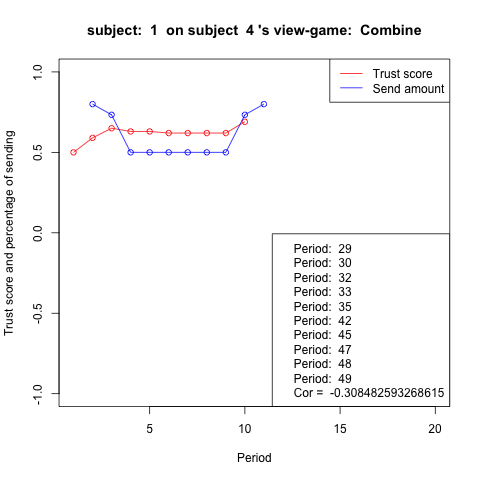 subject:  1  on subject  4 's view-game:  Combine
Trust score
Send amount
Trust score and percentage of sending
1.0
0.5
0.0
-0.5
-1.0
Period:  29
Period:  30
Period:  32
Period:  33
Period:  35
Period:  42
Period:  45
Period:  47
Period:  48
Period:  49
Cor =  -0.308482593268615
5
10
15
20
Period